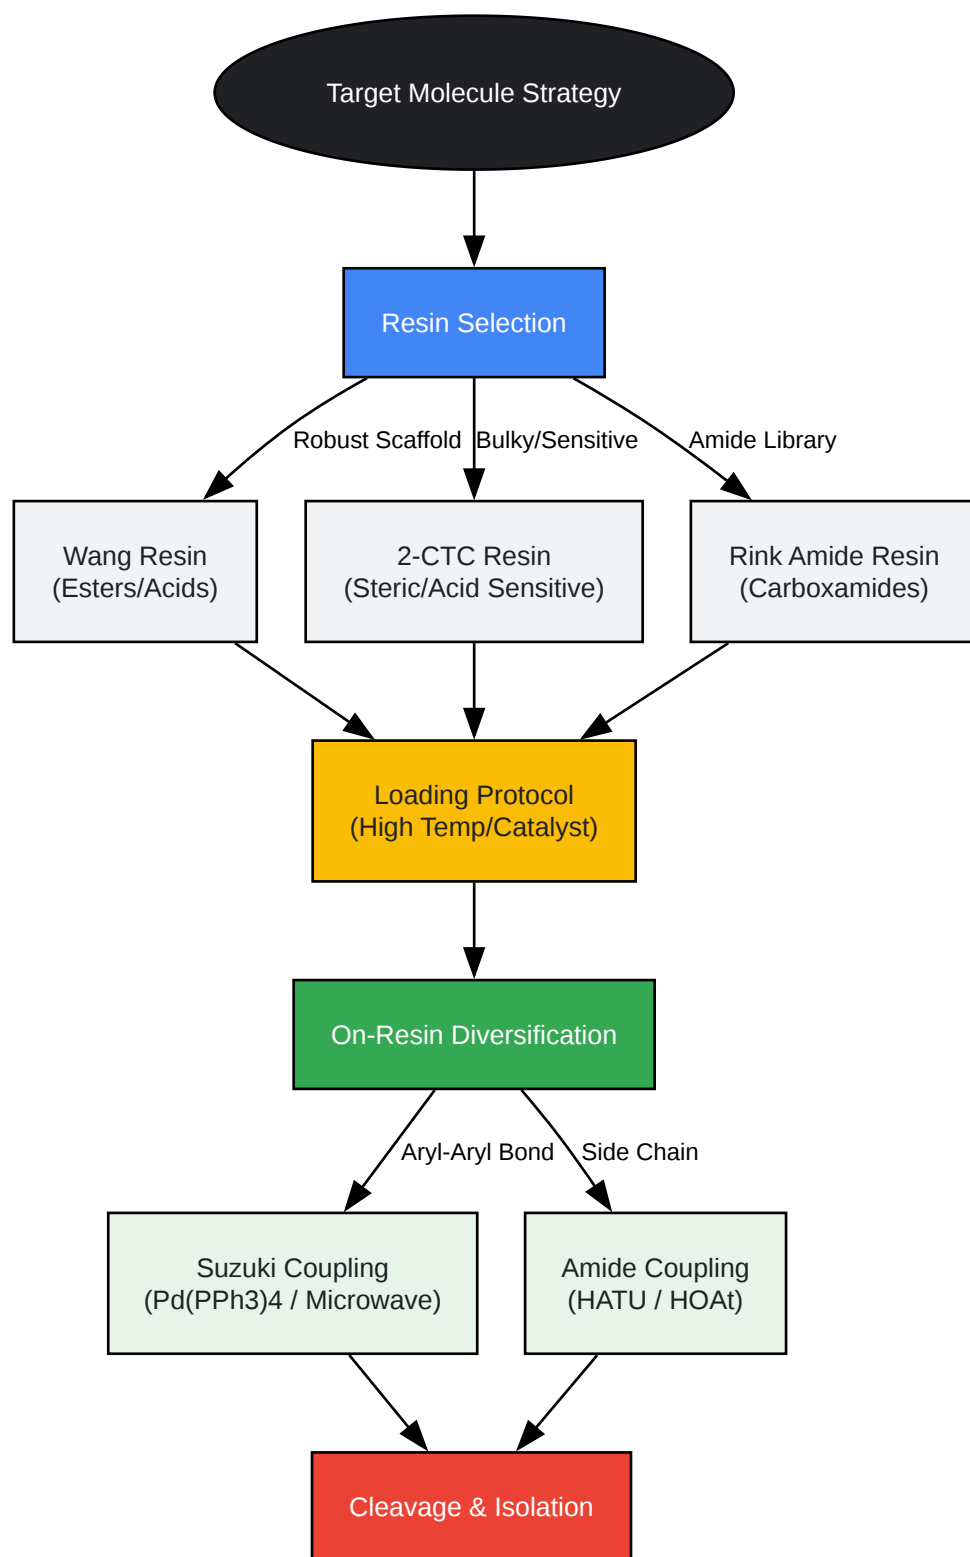 Target Molecule Strategy
Resin Selection
Robust Scaffold
Bulky/Sensitive
Amide Library
Wang Resin
(Esters/Acids)
2-CTC Resin
(Steric/Acid Sensitive)
Rink Amide Resin
(Carboxamides)
Loading Protocol
(High Temp/Catalyst)
On-Resin Diversification
Aryl-Aryl Bond
Side Chain
Suzuki Coupling
(Pd(PPh3)4 / Microwave)
Amide Coupling
(HATU / HOAt)
Cleavage & Isolation